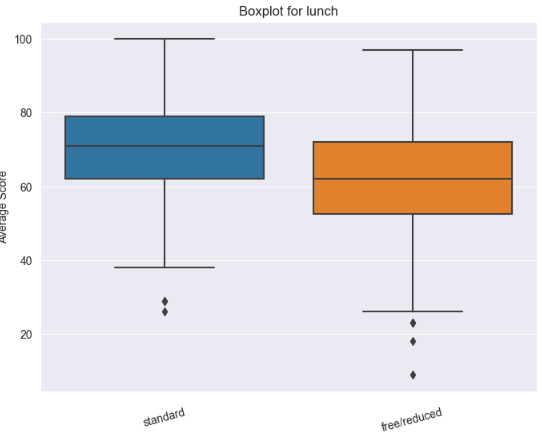 Boxplot for lunch
Average Score
100
80
60
40
20
standard
free/reduced